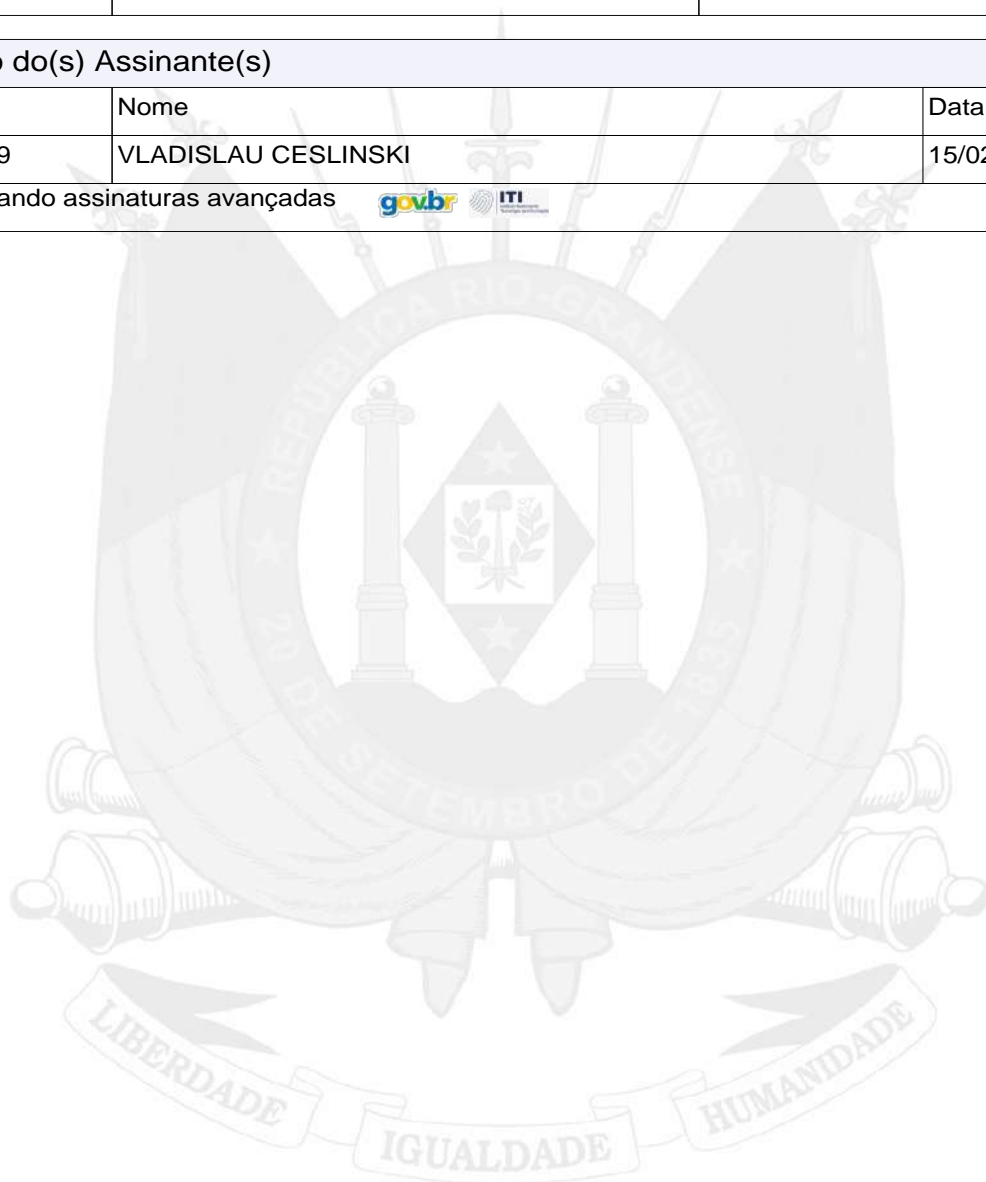 o do(s) Assinante(s)
Nome
Data
9
VLADISLAU CESLINSKI
15/02
ando assinaturas avançadas
gov.br
ITI
REPÚBLICA RIO-GRANDENSE
20 DE SETEMBRO DE 1835
LIBERDADE
IGUALDADE
HUMANIDADE